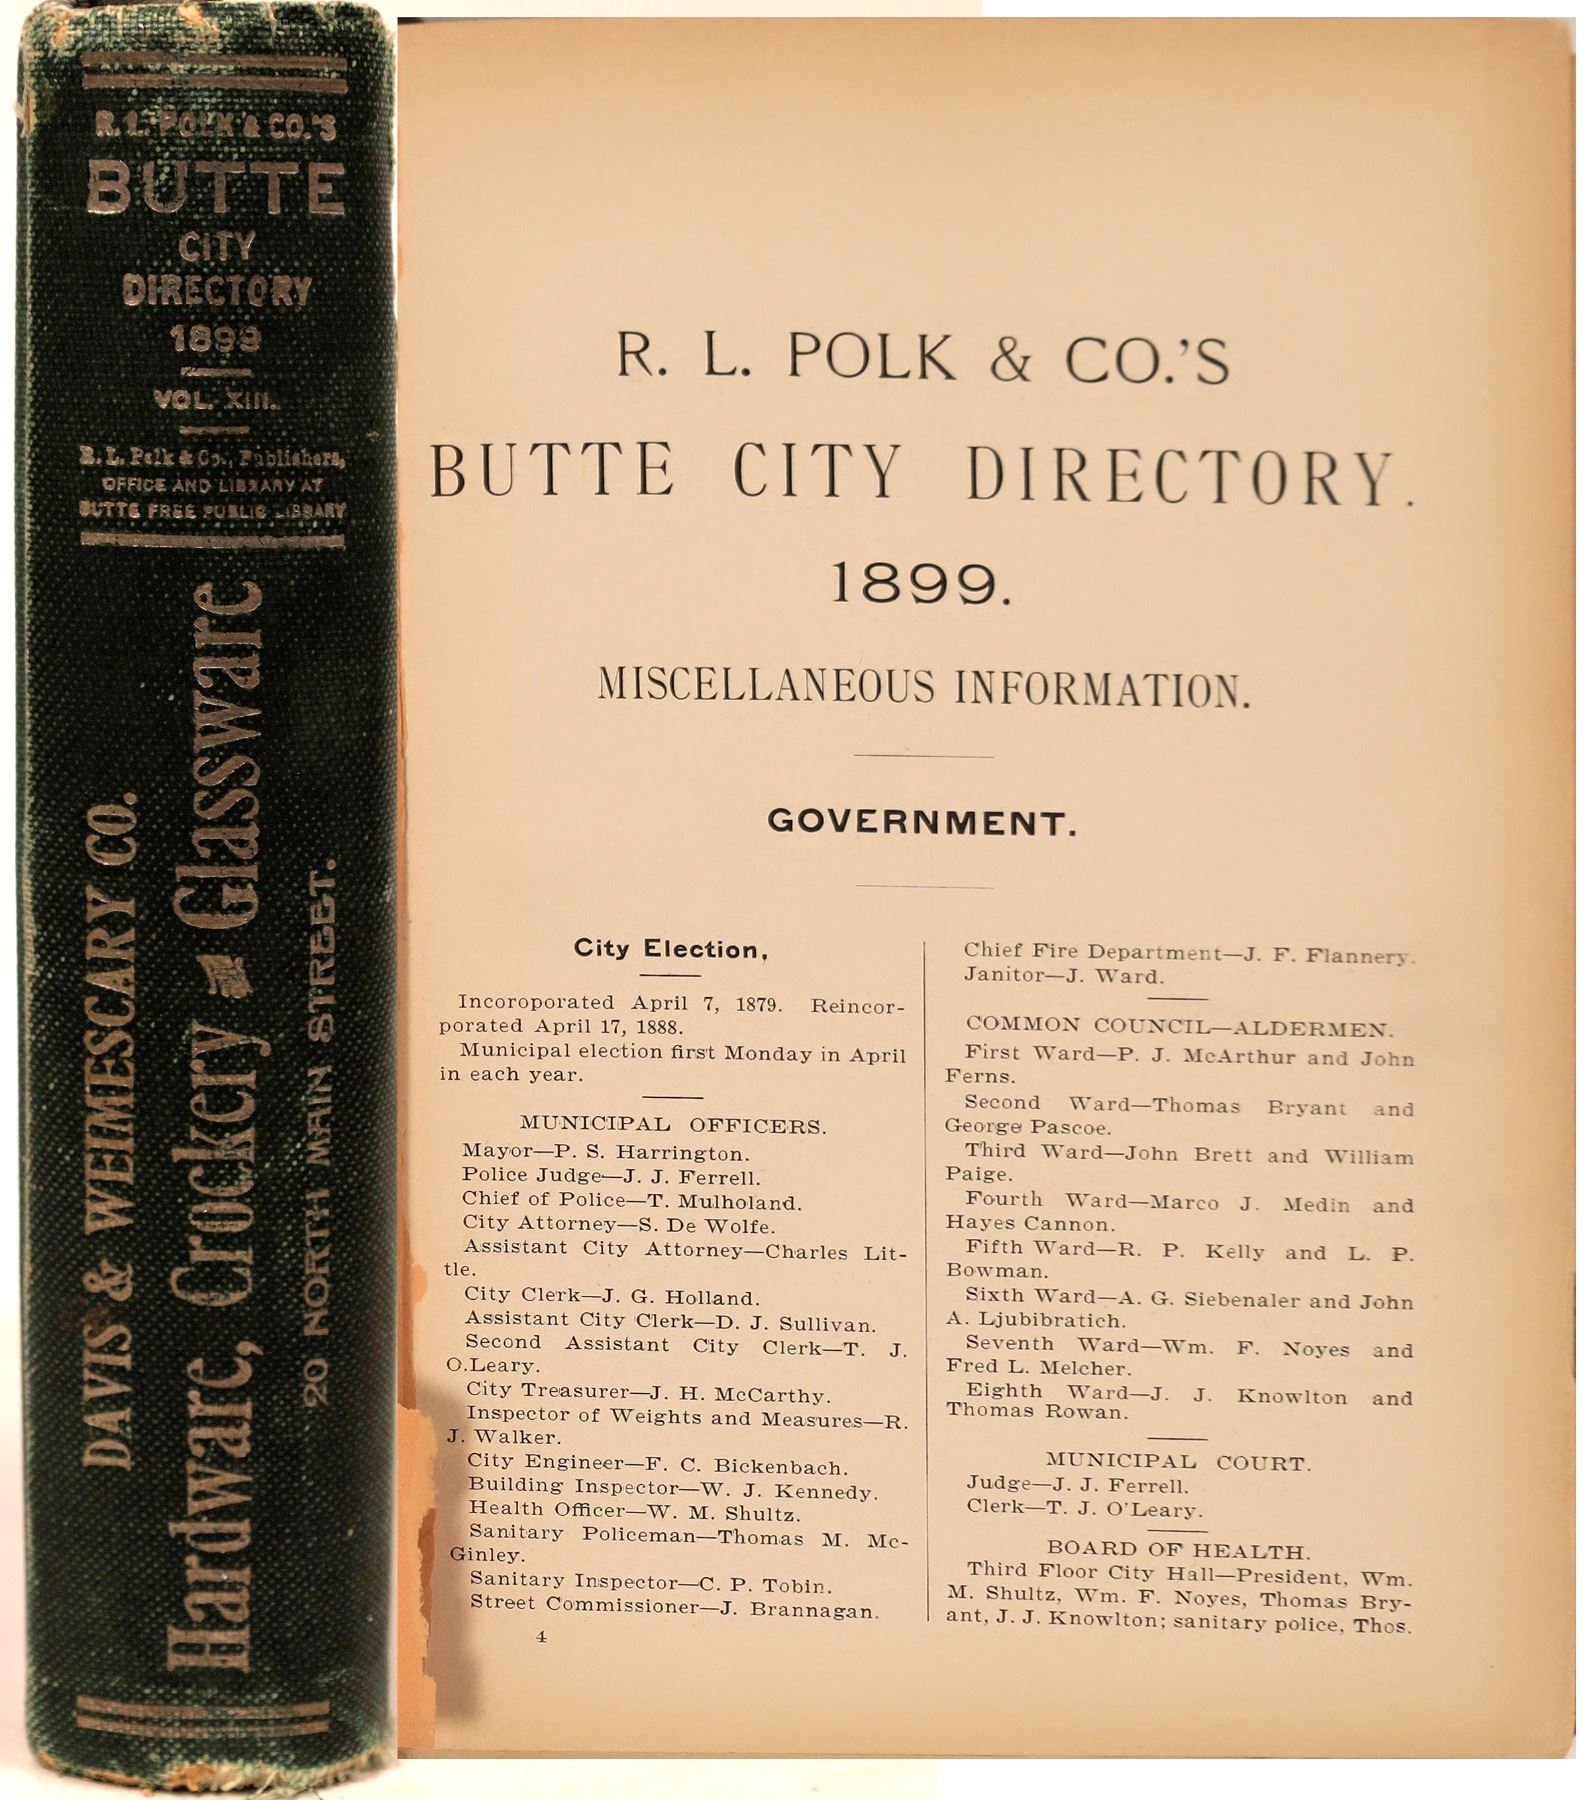 R. L. POLK & CO.'S
BUTTE
CITY
DIRECTORY
1899
VOL. XIII.
R. L. Polk & Co., Publishers,
OFFICE AND LIBRARY AT
BUTTE FREE PUBLIC LIBRARY
DAVIS & WEIMESCARY CO.
Hardware, Crockery Glassware
20 NORTH MAIN STREET.
R. L. POLK & CO.'S
BUTTE CITY DIRECTORY.
1899.
MISCELLANEOUS INFORMATION.
GOVERNMENT.
City Election,
Incoroporated April 7, 1879. Reincor-
porated April 17, 1888.
Municipal election first Monday in April
in each year.
MUNICIPAL OFFICERS.
Mayor—P. S. Harrington.
Police Judge—J. J. Ferrell.
Chief of Police—T. Mulholand.
City Attorney—S. De Wolfe.
Assistant City Attorney—Charles Lit-
tle.
City Clerk—J. G. Holland.
Assistant City Clerk—D. J. Sullivan.
Second Assistant City Clerk—T. J.
O.Leary.
City Treasurer—J. H. McCarthy.
Inspector of Weights and Measures—R.
J. Walker.
City Engineer—F. C. Bickenbach.
Building Inspector—W. J. Kennedy.
Health Officer—W. M. Shultz.
Sanitary Policeman—Thomas M. Mc-
Ginley.
Sanitary Inspector—C. P. Tobin.
Street Commissioner—J. Brannagan.
4
Chief Fire Department—J. F. Flannery.
Janitor—J. Ward.
COMMON COUNCIL—ALDERMEN.
First Ward—P. J. McArthur and John
Ferns.
Second Ward—Thomas Bryant and
George Pascoe.
Third Ward—John Brett and William
Paige.
Fourth Ward—Marco J. Medin and
Hayes Cannon.
Fifth Ward—R. P. Kelly and L. P.
Bowman.
Sixth Ward—A. G. Siebenaler and John
A. Ljubibratich.
Seventh Ward—Wm. F. Noyes and
Fred L. Melcher.
Eighth Ward—J. J. Knowlton and
Thomas Rowan.
MUNICIPAL COURT.
Judge—J. J. Ferrell.
Clerk—T. J. O'Leary.
BOARD OF HEALTH.
Third Floor City Hall—President, Wm.
M. Shultz, Wm. F. Noyes, Thomas Bry-
ant, J. J. Knowlton; sanitary police, Thos.